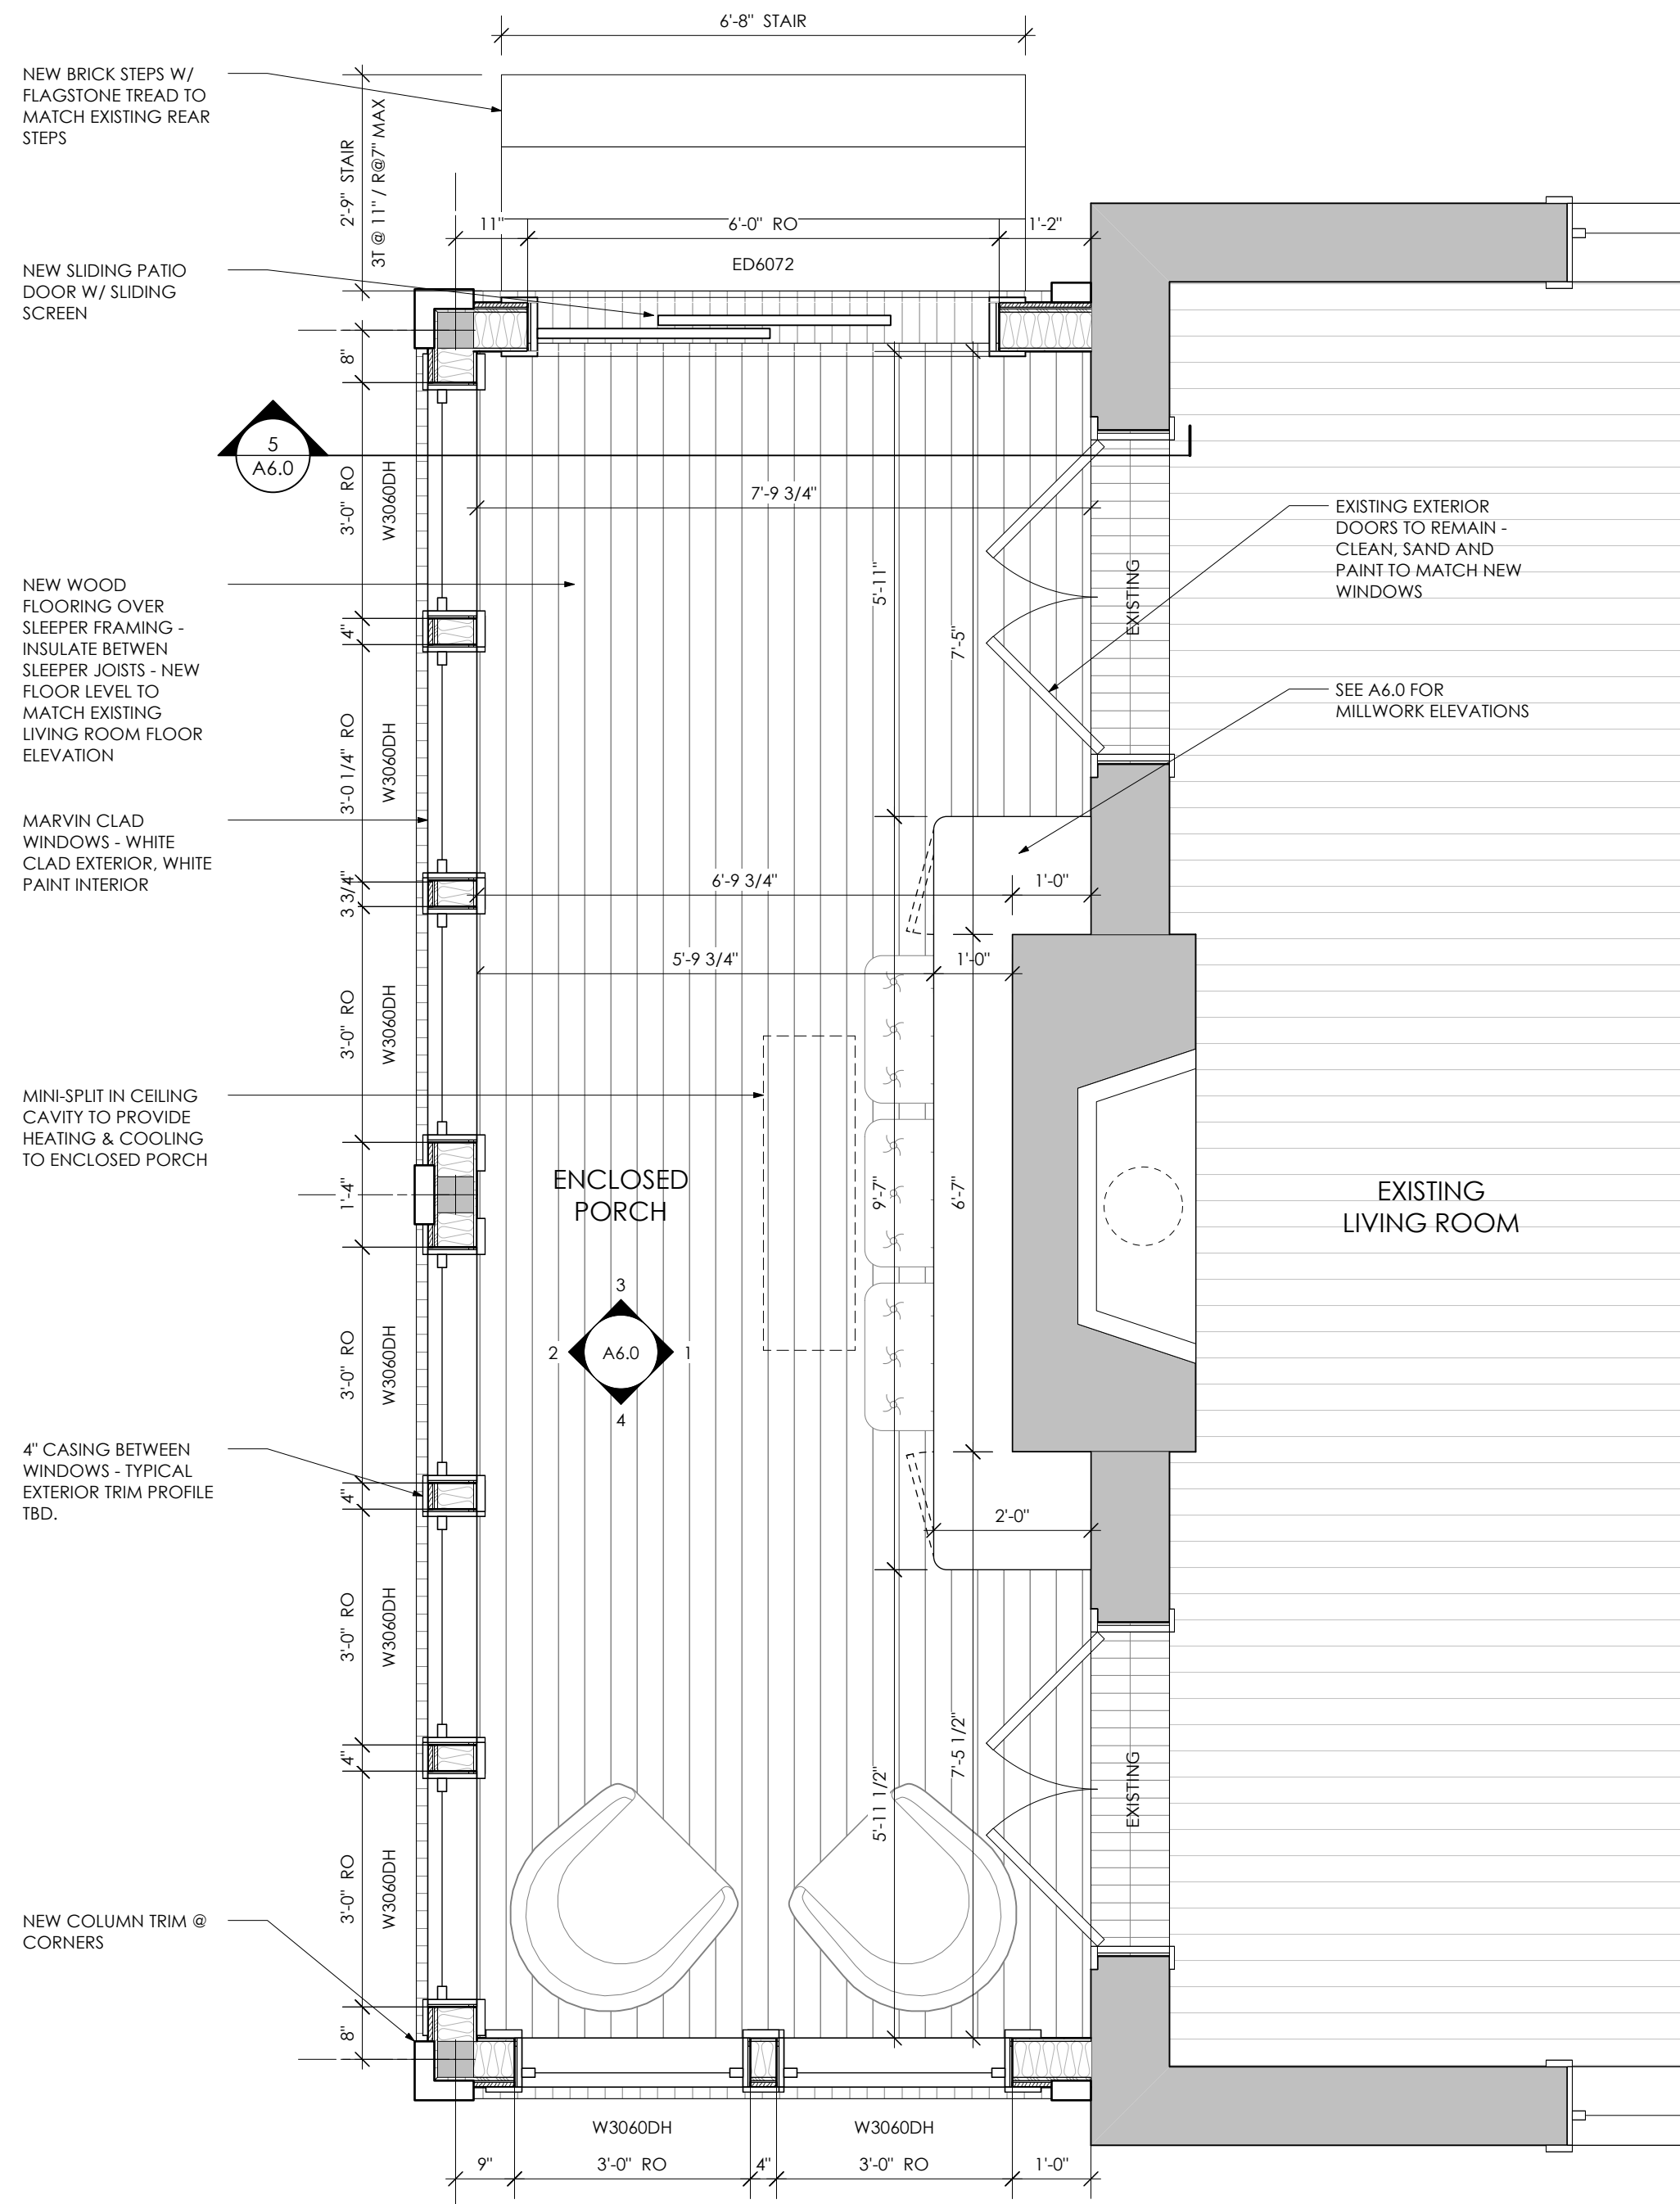 6'-8" STAIR
NEW BRICK STEPS W/
FLAGSTONE TREAD TO
MATCH EXISTING REAR
STEPS
2'-9" STAIR
3T @ 11" / R@7" MAX
11"
6'-0" RO
1'-2"
ED6072
NEW SLIDING PATIO
DOOR W/ SLIDING
SCREEN
8"
5
A6.0
3'-0" RO
W3060DH
7'-9 3/4"
EXISTING EXTERIOR
DOORS TO REMAIN -
CLEAN, SAND AND
PAINT TO MATCH NEW
WINDOWS
5'-11"
7'-5"
EXISTING
NEW WOOD
FLOORING OVER
SLEEPER FRAMING -
INSULATE BETWEN
SLEEPER JOISTS - NEW
FLOOR LEVEL TO
MATCH EXISTING
LIVING ROOM FLOOR
ELEVATION
4"
SEE A6.0 FOR
MILLWORK ELEVATIONS
3'-0 1/4" RO
W3060DH
MARVIN CLAD
WINDOWS - WHITE
CLAD EXTERIOR, WHITE
PAINT INTERIOR
3 3/4"
6'-9 3/4"
1'-0"
5'-9 3/4"
1'-0"
3'-0" RO
W3060DH
MINI-SPLIT IN CEILING
CAVITY TO PROVIDE
HEATING & COOLING
TO ENCLOSED PORCH
1'-4"
ENCLOSED
PORCH
9'-7"
6'-7"
EXISTING
LIVING ROOM
3
2
A6.0
1
4
3'-0" RO
W3060DH
4" CASING BETWEEN
WINDOWS - TYPICAL
EXTERIOR TRIM PROFILE
TBD.
4"
2'-0"
3'-0" RO
W3060DH
4"
5'-11 1/2"
7'-5 1/2"
EXISTING
3'-0" RO
W3060DH
NEW COLUMN TRIM @
CORNERS
8"
W3060DH
W3060DH
9"
3'-0" RO
4"
3'-0" RO
1'-0"